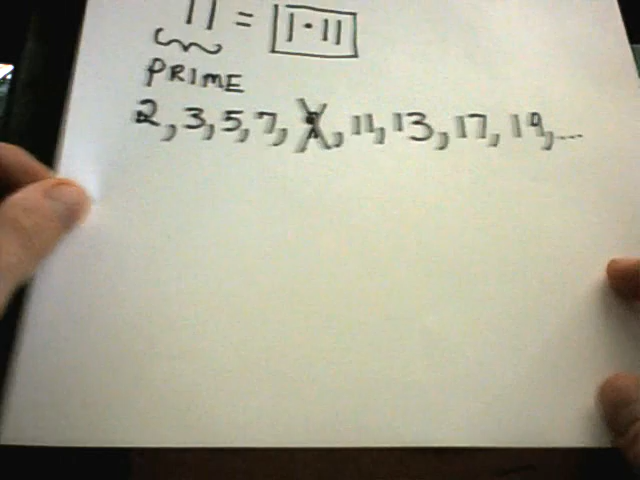 11 = 1·11
PRIME
2, 3, 5, 7, 9, 11, 13, 17, 19, ...